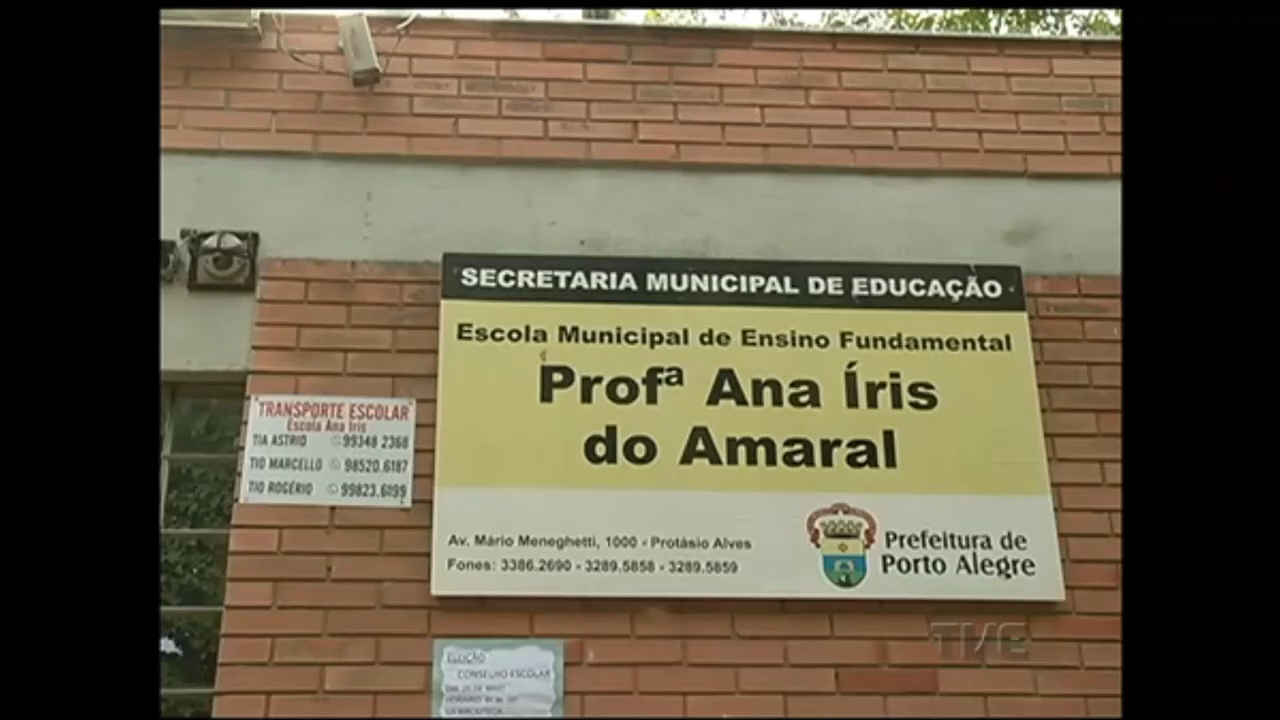 SECRETARIA MUNICIPAL DE EDUCAÇÃO
Escola Municipal de Ensino Fundamental
Profª Ana Íris
do Amaral
Av. Mário Meneghetti, 1000 - Protásio Alves
Fones: 3386.2690 - 3289.5858 - 3289.5859
Prefeitura de
Porto Alegre
TRANSPORTE ESCOLAR
Escola Ana Iris
TIA ASTRID 99348 2368
TIO MARCELLO 98520.6187
TIO ROGÉRIO 99823.6199
TVE
ELEIÇÃO
CONSELHO ESCOLAR